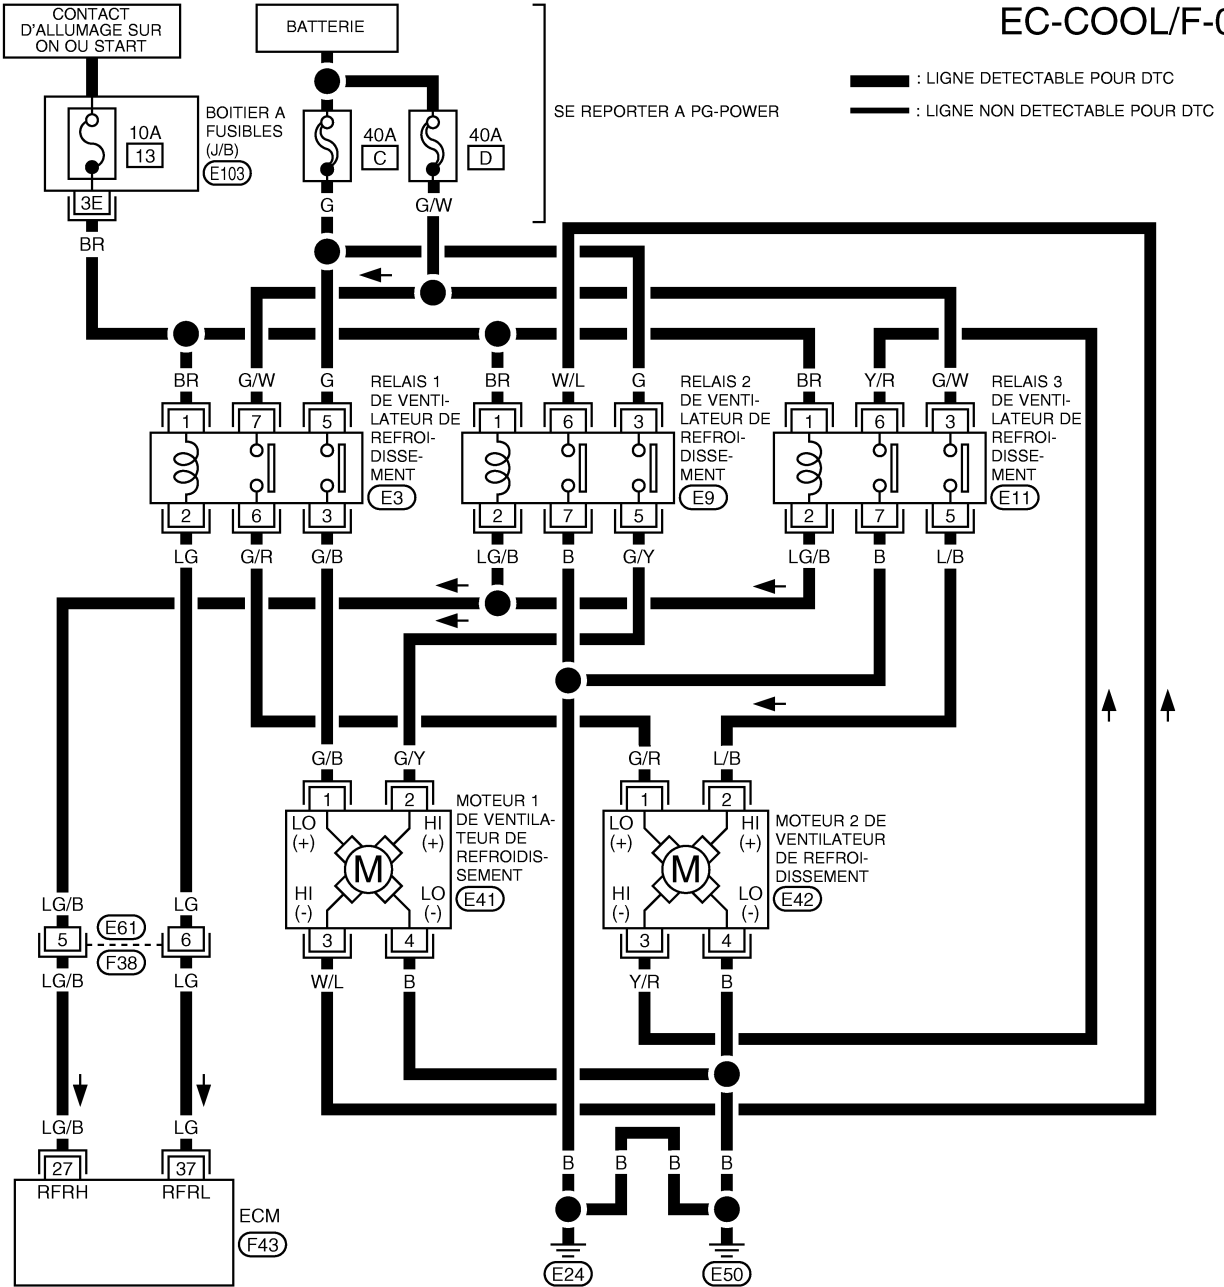 EC-COOL/F-0
CONTACT
D'ALLUMAGE SUR
ON OU START
BATTERIE
: LIGNE DETECTABLE POUR DTC
: LIGNE NON DETECTABLE POUR DTC
SE REPORTER A PG-POWER
10A
13
BOITIER A
FUSIBLES
(J/B)
E103
40A
C
40A
D
3E
BR
G
G/W
BR
G/W
G
BR
W/L
G
BR
Y/R
G/W
1
7
5
RELAIS 1
DE VENTI-
LATEUR DE
REFROI-
DISSE-
MENT
E3
1
6
3
RELAIS 2
DE VENTI-
LATEUR DE
REFROI-
DISSE-
MENT
E9
1
6
3
RELAIS 3
DE VENTI-
LATEUR DE
REFROI-
DISSE-
MENT
E11
2
6
3
2
7
5
2
7
5
LG
G/R
G/B
LG/B
B
G/Y
LG/B
B
L/B
G/B
G/Y
G/R
L/B
1
2
LO
(+)
HI
(+)
M
HI
(-)
LO
(-)
3
4
MOTEUR 1
DE VENTILA-
TEUR DE
REFROIDIS-
SEMENT
E41
1
2
LO
(+)
HI
(+)
M
HI
(-)
LO
(-)
3
4
MOTEUR 2 DE
VENTILATEUR
DE REFROI-
DISSEMENT
E42
LG/B
LG
5
E61
F38
6
LG/B
LG
W/L
B
Y/R
B
LG/B
LG
27
37
RFRH
RFRL
ECM
F43
B
B
B
B
E24
E50